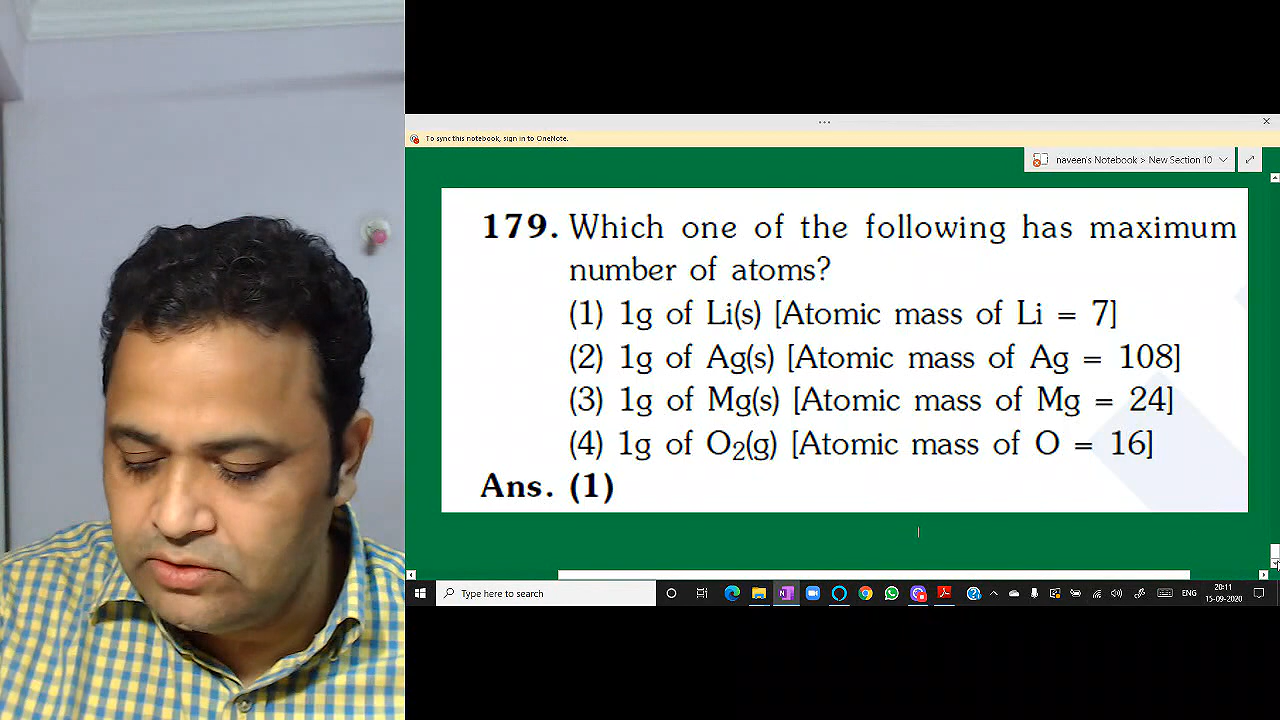 To sync this notebook, sign in to OneNote.
naveen's Notebook > New Section 10
179. Which one of the following has maximum
number of atoms?
(1) 1g of Li(s) [Atomic mass of Li = 7]
(2) 1g of Ag(s) [Atomic mass of Ag = 108]
(3) 1g of Mg(s) [Atomic mass of Mg = 24]
(4) 1g of O₂(g) [Atomic mass of O = 16]
Ans. (1)
Type here to search
ENG
20:11
15-09-2020